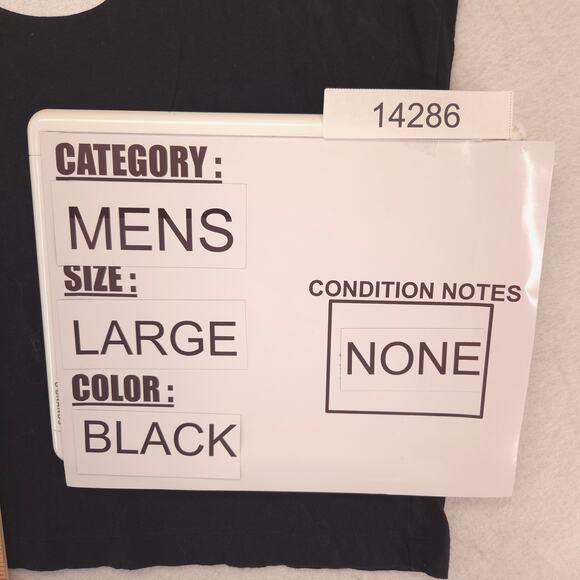 14286
CATEGORY :
MENS
SIZE :
LARGE
CONDITION NOTES
NONE
COLOR :
BLACK